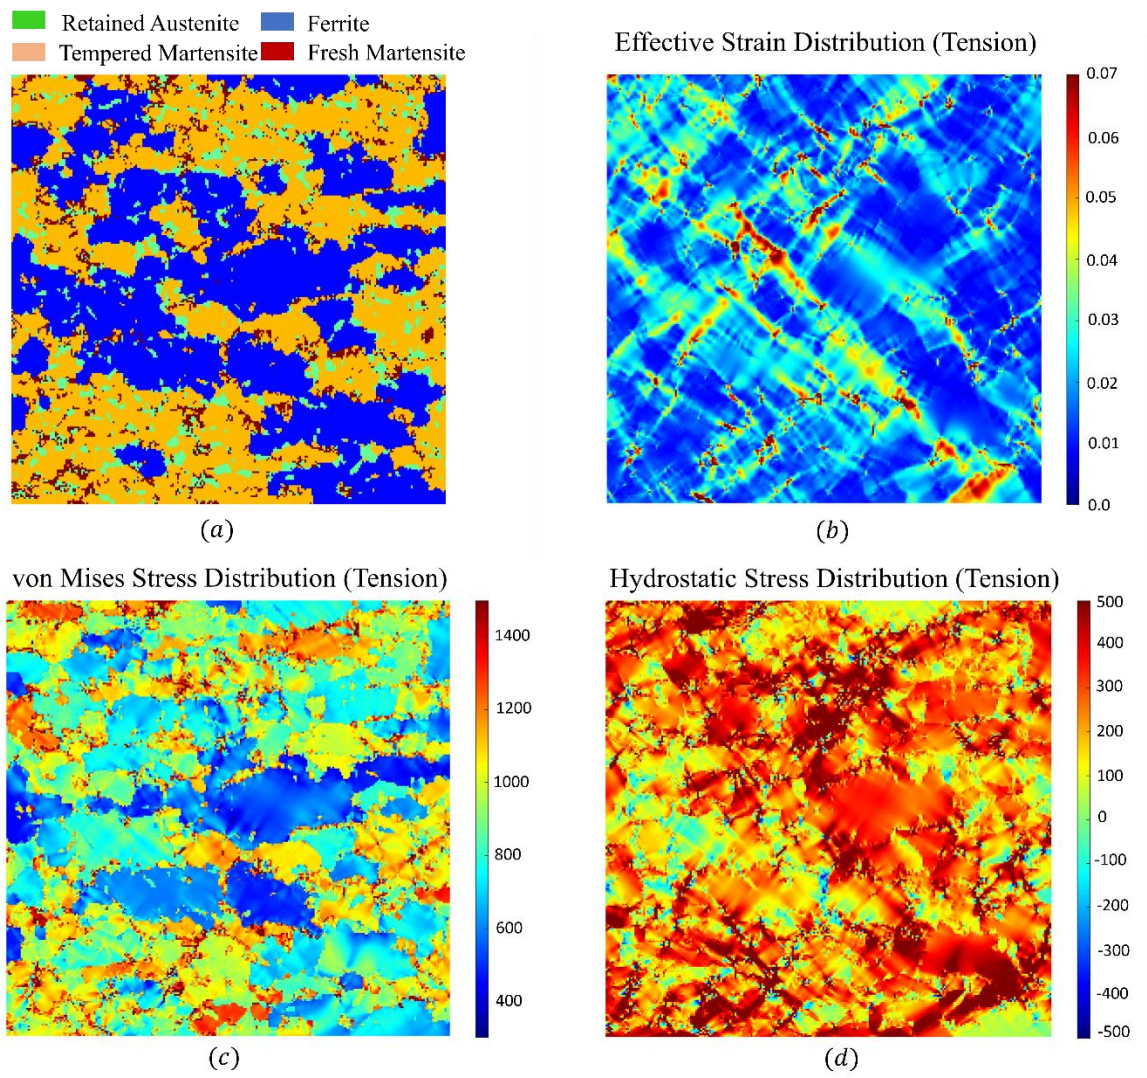 Retained Austenite Ferrite
Tempered Martensite Fresh Martensite
Effective Strain Distribution (Tension)
0.07
0.06
0.05
0.04
0.03
0.02
0.01
0.0
(a)
(b)
von Mises Stress Distribution (Tension)
1400
1200
1000
800
600
400
Hydrostatic Stress Distribution (Tension)
500
400
300
200
100
0
-100
-200
-300
-400
-500
(c)
(d)